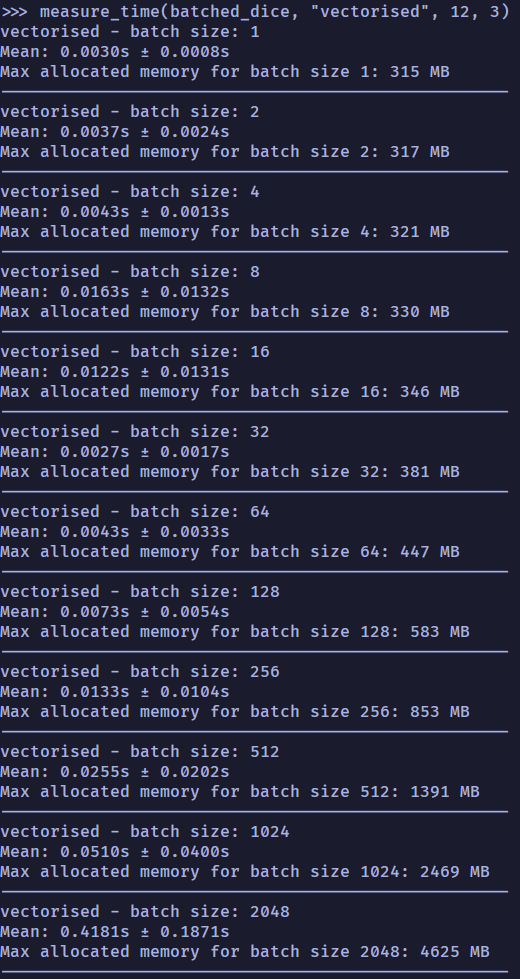 >>> measure_time(batched_dice, "vectorised", 12, 3)
vectorised - batch size: 1
Mean: 0.0030s ± 0.0008s
Max allocated memory for batch size 1: 315 MB
vectorised - batch size: 2
Mean: 0.0037s ± 0.0024s
Max allocated memory for batch size 2: 317 MB
vectorised - batch size: 4
Mean: 0.0043s ± 0.0013s
Max allocated memory for batch size 4: 321 MB
vectorised - batch size: 8
Mean: 0.0163s ± 0.0132s
Max allocated memory for batch size 8: 330 MB
vectorised - batch size: 16
Mean: 0.0122s ± 0.0131s
Max allocated memory for batch size 16: 346 MB
vectorised - batch size: 32
Mean: 0.0027s ± 0.0017s
Max allocated memory for batch size 32: 381 MB
vectorised - batch size: 64
Mean: 0.0043s ± 0.0033s
Max allocated memory for batch size 64: 447 MB
vectorised - batch size: 128
Mean: 0.0073s ± 0.0054s
Max allocated memory for batch size 128: 583 MB
vectorised - batch size: 256
Mean: 0.0133s ± 0.0104s
Max allocated memory for batch size 256: 853 MB
vectorised - batch size: 512
Mean: 0.0255s ± 0.0202s
Max allocated memory for batch size 512: 1391 MB
vectorised - batch size: 1024
Mean: 0.0510s ± 0.0400s
Max allocated memory for batch size 1024: 2469 MB
vectorised - batch size: 2048
Mean: 0.4181s ± 0.1871s
Max allocated memory for batch size 2048: 4625 MB